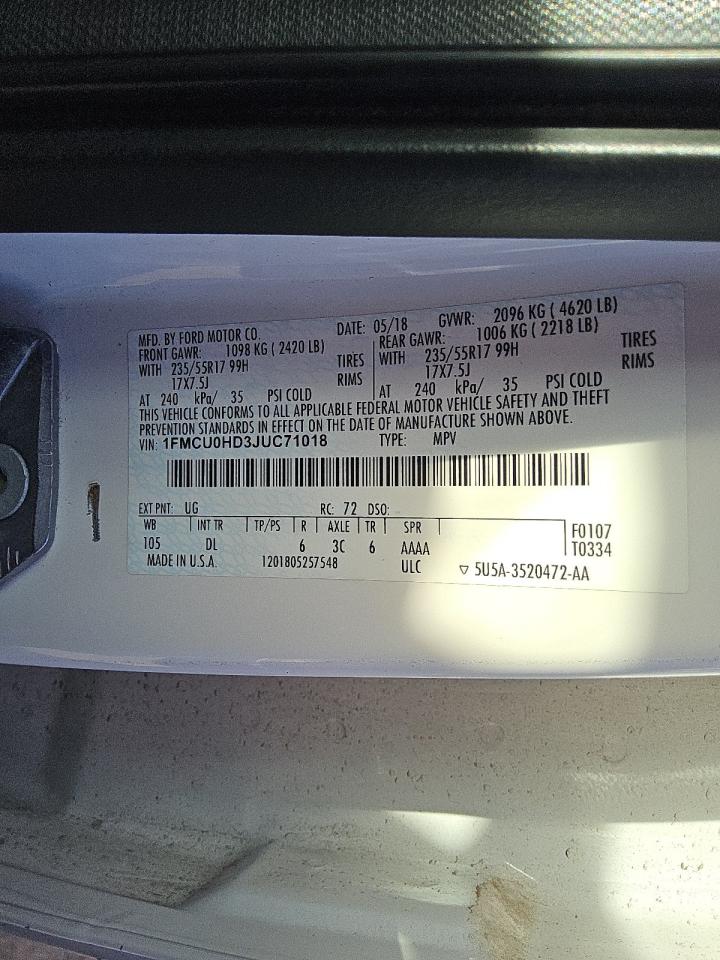 MFD. BY FORD MOTOR CO. DATE: 05/18 GVWR: 2096 KG ( 4620 LB)
FRONT GAWR: 1098 KG ( 2420 LB) REAR GAWR: 1006 KG ( 2218 LB)
WITH 235/55R17 99H TIRES WITH 235/55R17 99H TIRES
17X7.5J RIMS 17X7.5J RIMS
AT 240 kPa/ 35 PSI COLD AT 240 kPa/ 35 PSI COLD
THIS VEHICLE CONFORMS TO ALL APPLICABLE FEDERAL MOTOR VEHICLE SAFETY AND THEFT
PREVENTION STANDARDS IN EFFECT ON THE DATE OF MANUFACTURE SHOWN ABOVE.
VIN: 1FMCU0HD3JUC71018 TYPE: MPV
EXT PNT: UG RC: 72 DSO:
WB INT TR TP/PS R AXLE TR SPR F0107
105 DL 6 3C 6 AAAA T0334
MADE IN U.S.A. 1201805257548 ULC ▽ 5U5A-3520472-AA